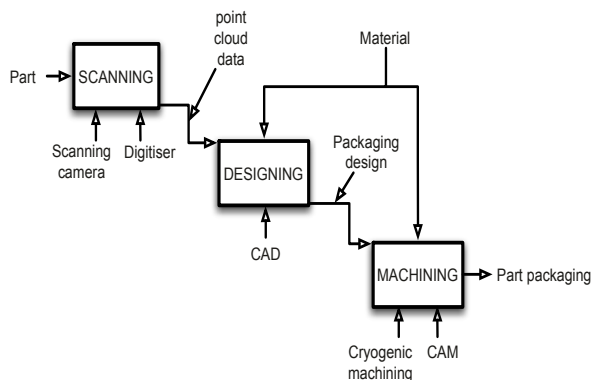 point
cloud
data
Material
Part
SCANNING
Scanning
camera
Digitiser
Packaging
design
DESIGNING
CAD
MACHINING
Part packaging
Cryogenic
machining
CAM